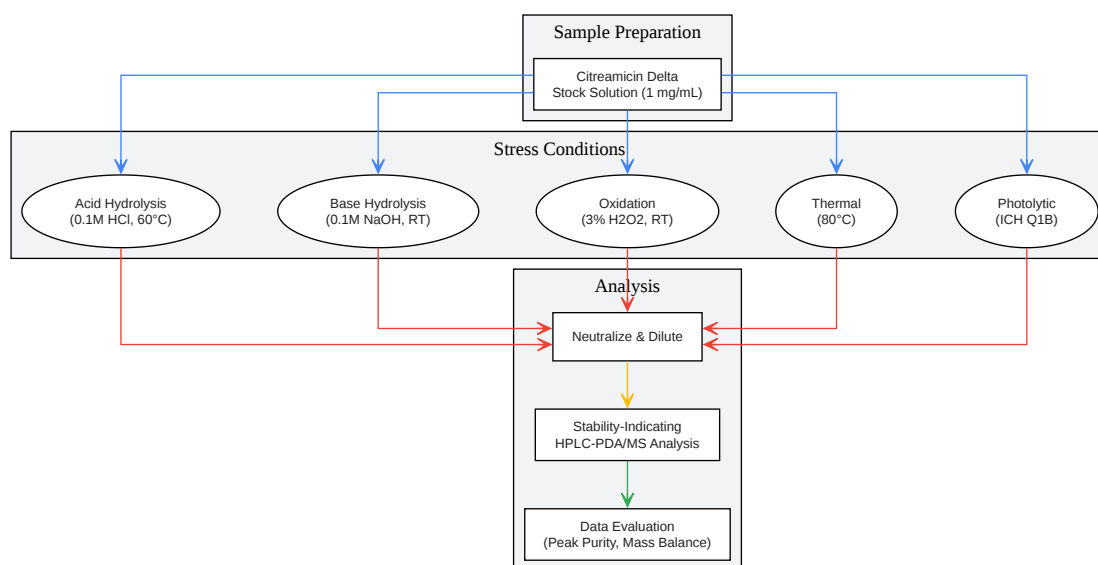 Sample Preparation
Citreamicin Delta
Stock Solution (1 mg/mL)
Stress Conditions
Acid Hydrolysis
(0.1M HCl, 60°C)
Base Hydrolysis
(0.1M NaOH, RT)
Oxidation
(3% H2O2, RT)
Thermal
(80°C)
Photolytic
(ICH Q1B)
Analysis
Neutralize & Dilute
Stability-Indicating
HPLC-PDA/MS Analysis
Data Evaluation
(Peak Purity, Mass Balance)